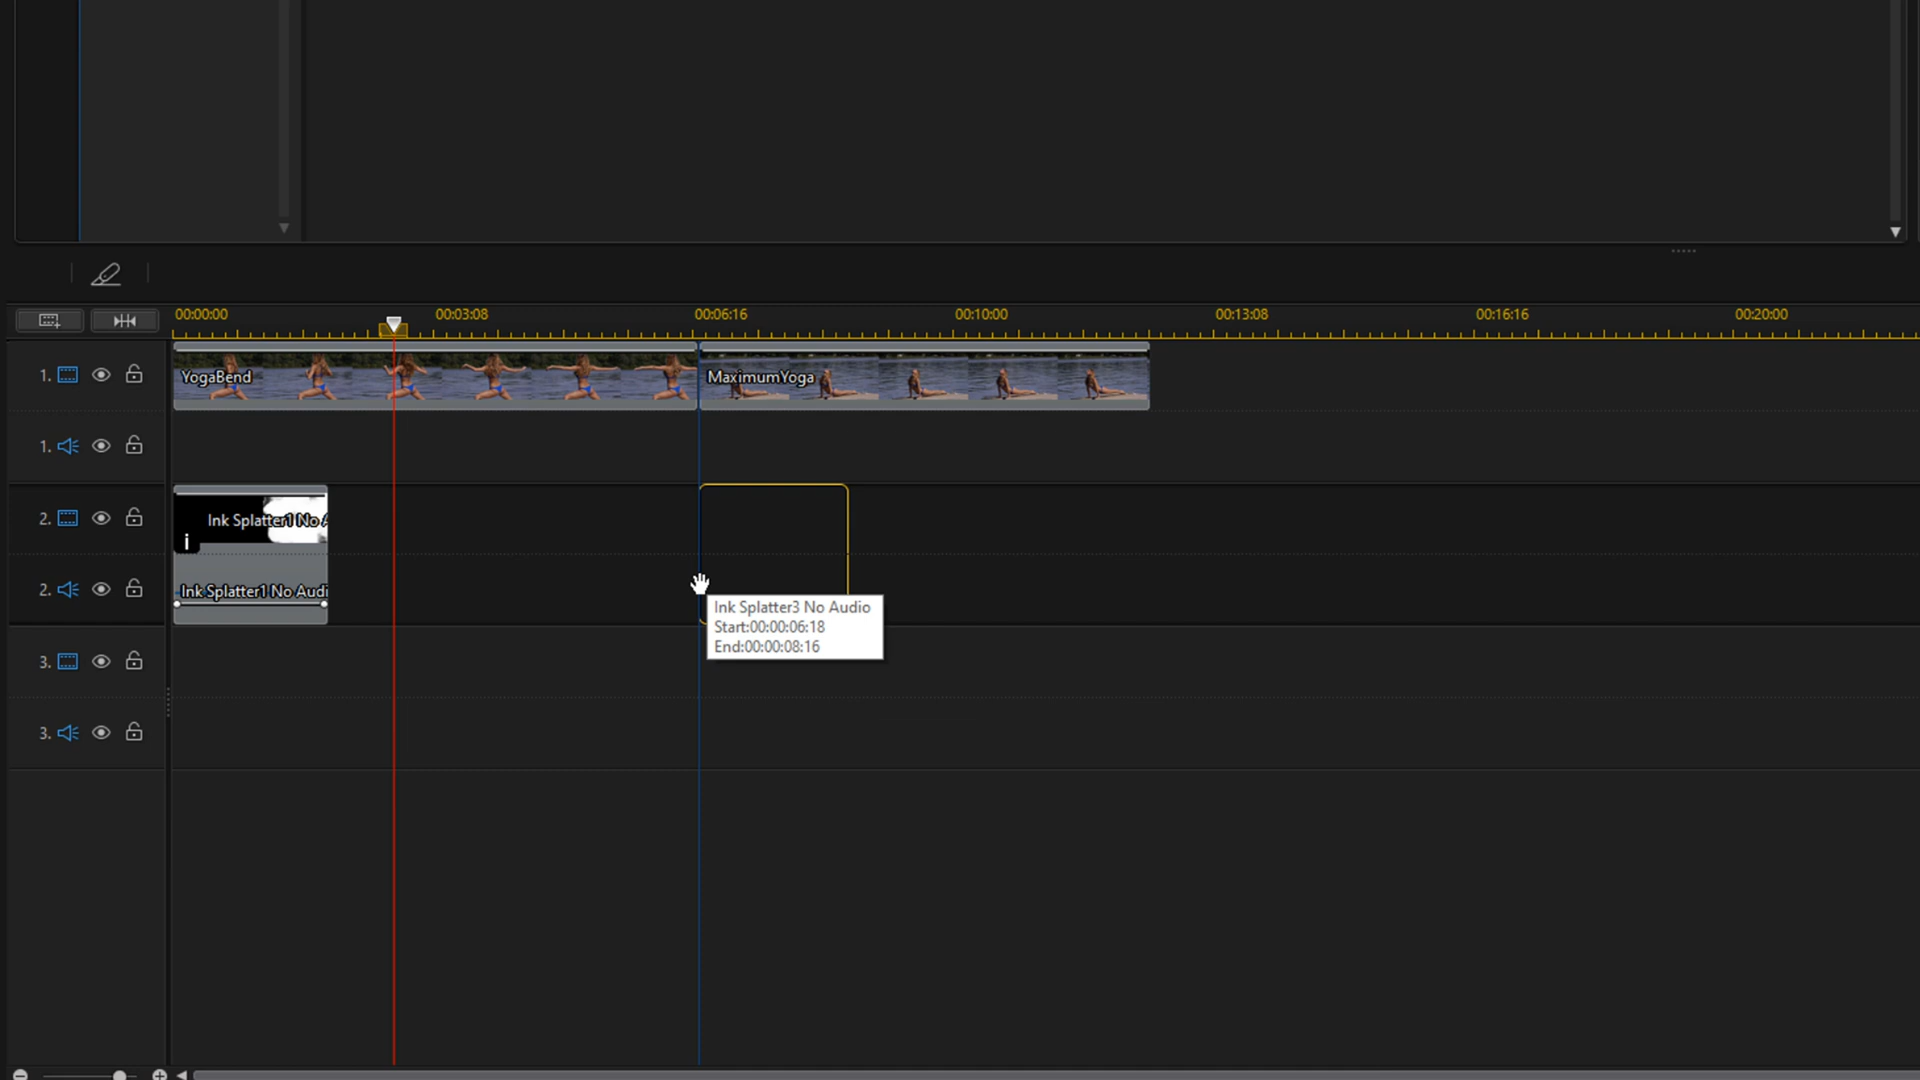 00:00:00 00:03:08 00:06:16 00:10:00 00:13:08 00:16:16 00:20:00
1. YogaBend MaximumYoga
1.
2. Ink Splatter1 No A
i
2. Ink Splatter1 No Audi
Ink Splatter3 No Audio
Start:00:00:06:18
End:00:00:08:16
3.
3.